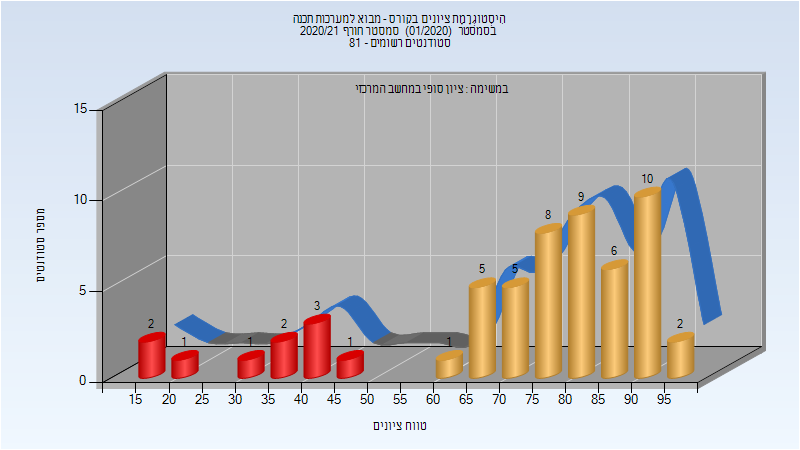 היסטוגרמת ציונים בקורס - מבוא למערכות תכנה
בסמסטר (01/2020) סמסטר חורף 2020/21
סטודנטים רשומים - 81
במשימה : ציון סופי במחשב המרכזי
מספר סטודנטים
15
10
5
0
2 1 1 2 3 1 1 5 5 8 9 6 10 2
15 20 25 30 35 40 45 50 55 60 65 70 75 80 85 90 95
טווח ציונים